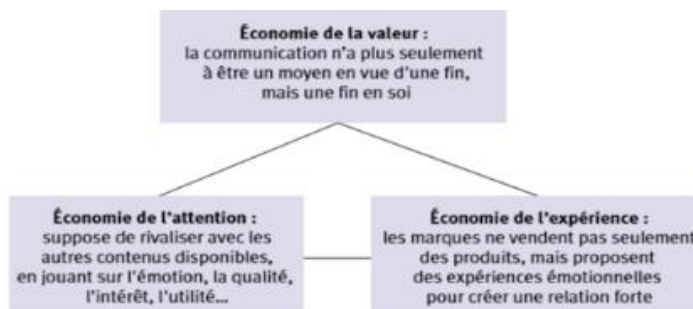 Économie de la valeur :
la communication n'a plus seulement
à être un moyen en vue d'une fin,
mais une fin en soi
Économie de l'attention :
suppose de rivaliser avec les
autres contenus disponibles,
en jouant sur l'émotion, la qualité,
l'intérêt, l'utilité...
Économie de l'expérience :
les marques ne vendent pas seulement
des produits, mais proposent
des expériences émotionnelles
pour créer une relation forte